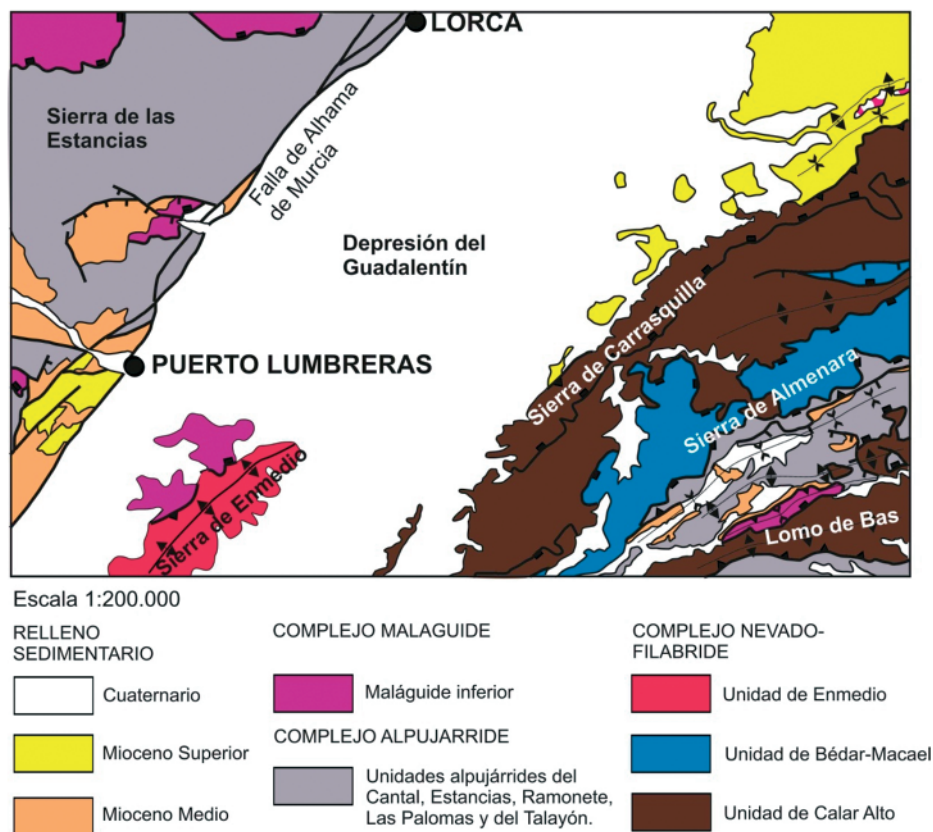 LORCA
Sierra de las
Estancias
Falla de Alhama
de Murcia
Depresión del
Guadalentín
PUERTO LUMBRERAS
Sierra de Carrasquilla
Sierra de Almenara
Sierra de Enmedio
Lomo de Bas
Escala 1:200.000
RELLENO
SEDIMENTARIO
Cuaternario
Mioceno Superior
Mioceno Medio
COMPLEJO MALAGUIDE
Maláguide inferior
COMPLEJO ALPUJARRIDE
Unidades alpujárrides del
Cantal, Estancias, Ramonete,
Las Palomas y del Talayón.
COMPLEJO NEVADO-
FILABRIDE
Unidad de Enmedio
Unidad de Bédar-Macael
Unidad de Calar Alto